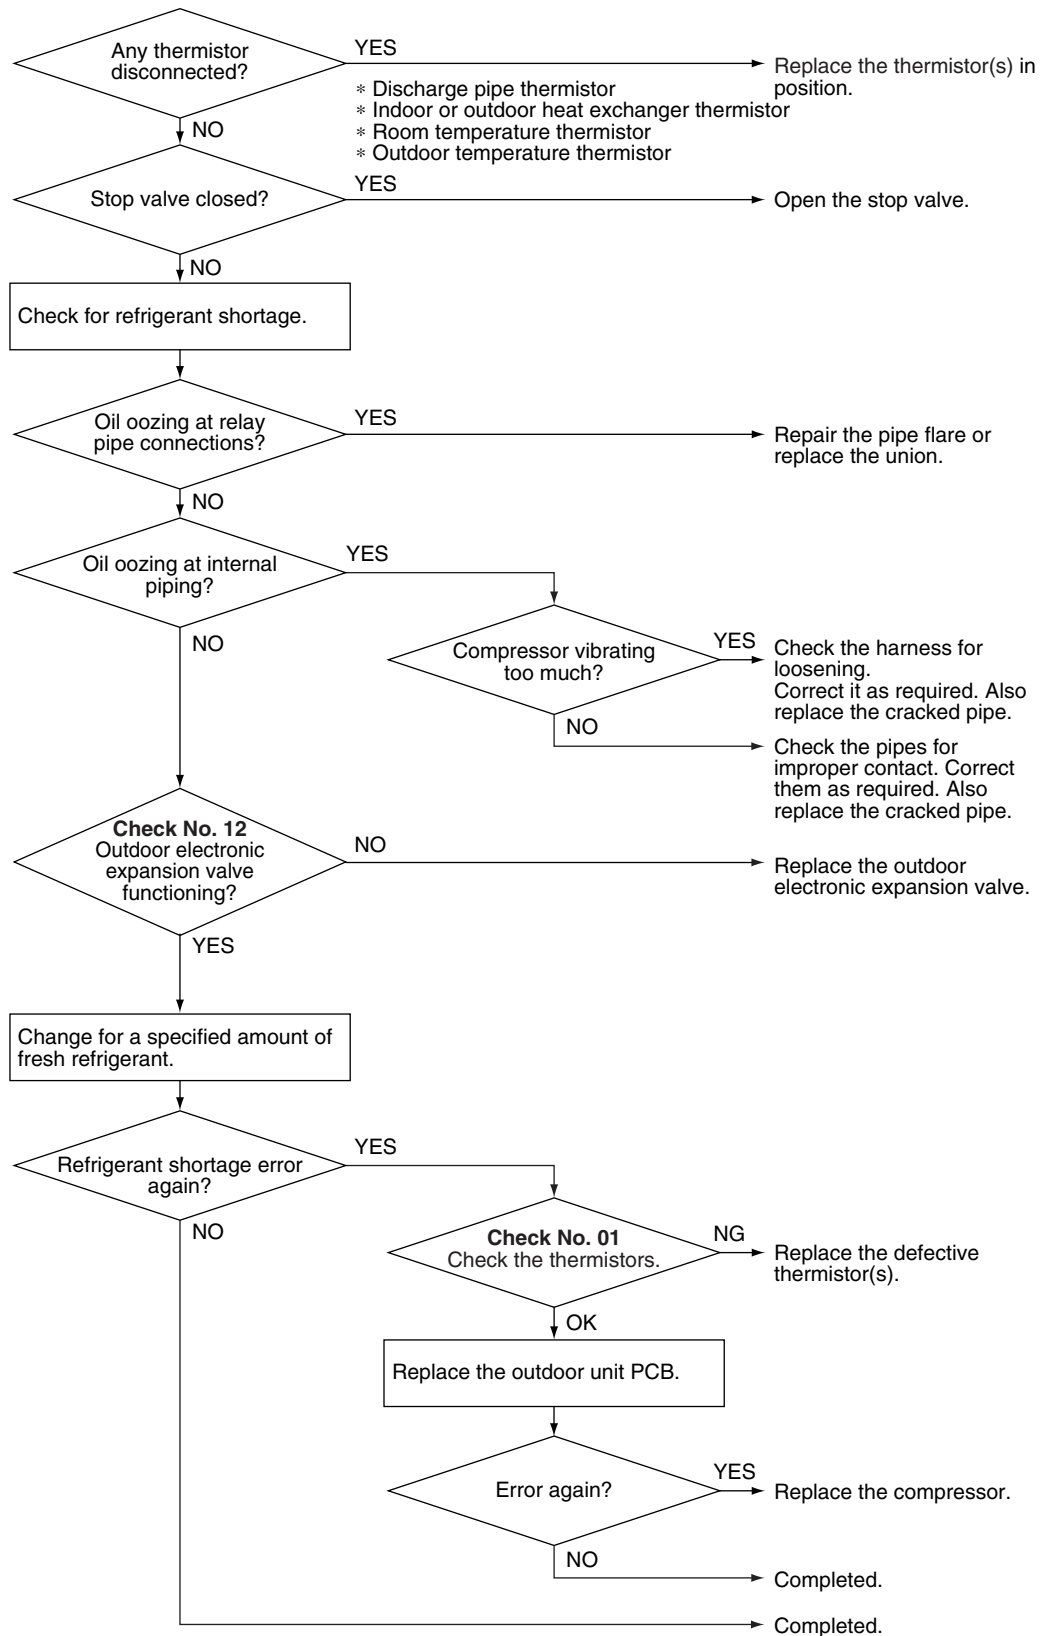 Any thermistor
disconnected?
YES
Replace the thermistor(s) in
position.
* Discharge pipe thermistor
* Indoor or outdoor heat exchanger thermistor
* Room temperature thermistor
* Outdoor temperature thermistor
NO
Stop valve closed?
YES
Open the stop valve.
NO
Check for refrigerant shortage.
Oil oozing at relay
pipe connections?
YES
Repair the pipe flare or
replace the union.
NO
Oil oozing at internal
piping?
YES
NO
Compressor vibrating
too much?
YES
Check the harness for
loosening.
Correct it as required. Also
replace the cracked pipe.
NO
Check the pipes for
improper contact. Correct
them as required. Also
replace the cracked pipe.
Check No. 12
Outdoor electronic
expansion valve
functioning?
NO
Replace the outdoor
electronic expansion valve.
YES
Change for a specified amount of
fresh refrigerant.
Refrigerant shortage error
again?
YES
NO
Check No. 01
Check the thermistors.
NG
Replace the defective
thermistor(s).
OK
Replace the outdoor unit PCB.
Error again?
YES
Replace the compressor.
NO
Completed.
Completed.